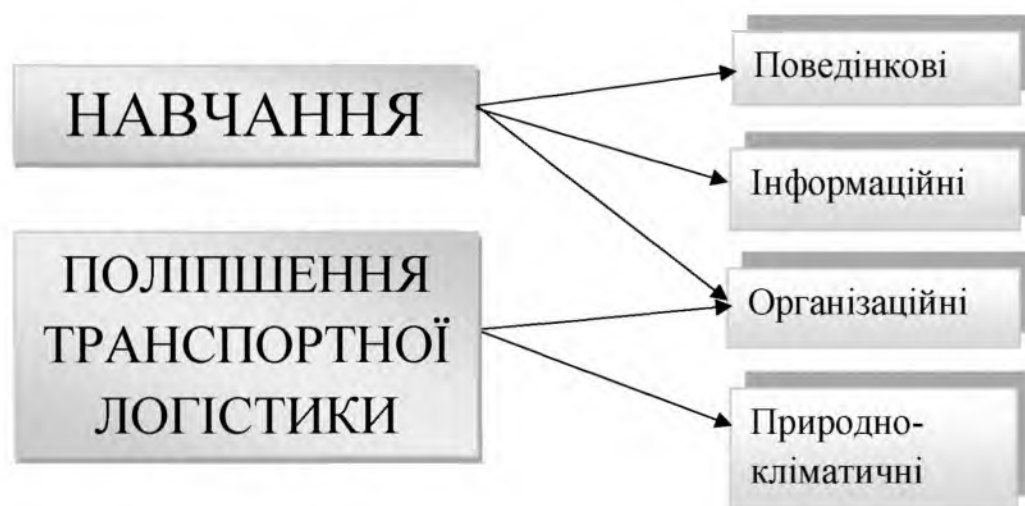 НАВЧАННЯ
ПОЛІПШЕННЯ
ТРАНСПОРТНОЇ
ЛОГІСТИКИ
Поведінкові
Інформаційні
Організаційні
Природно-
кліматичні